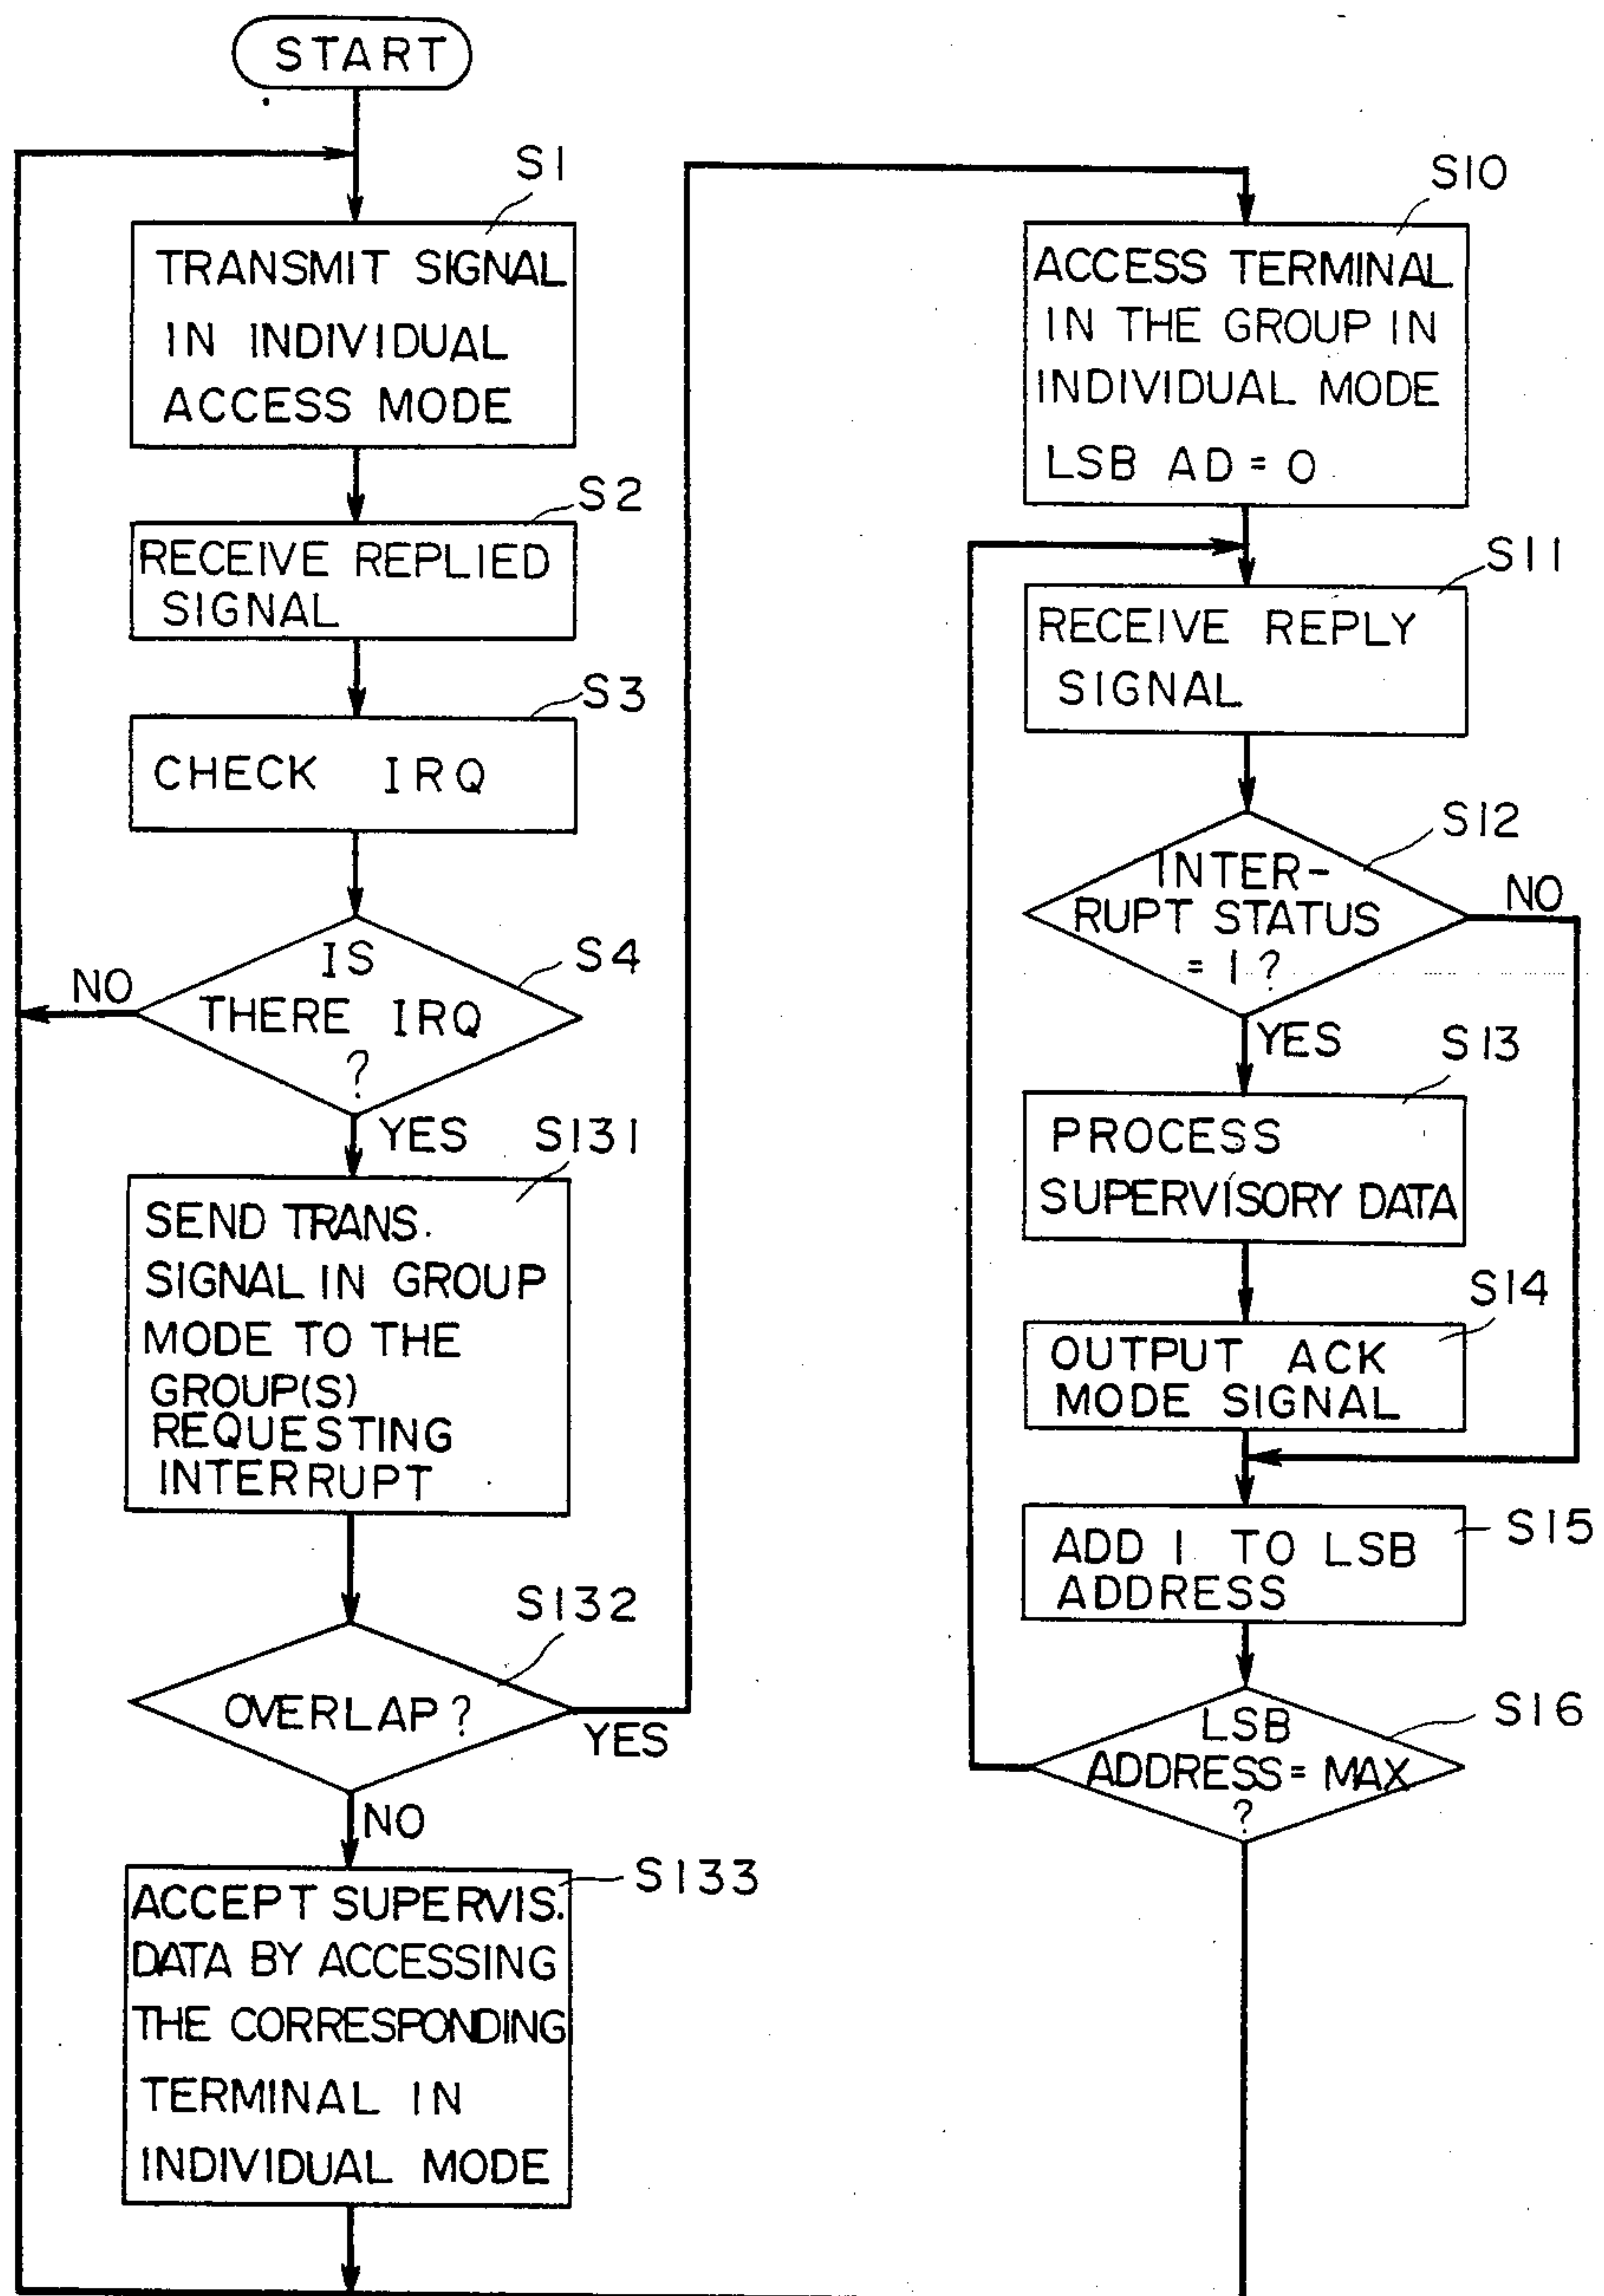 START
S1
TRANSMIT SIGNAL
IN INDIVIDUAL
ACCESS MODE
S2
RECEIVE REPLIED
SIGNAL
S3
CHECK IRQ
S4
IS
THERE IRQ
?
NO
YES
S131
SEND TRANS.
SIGNAL IN GROUP
MODE TO THE
GROUP(S)
REQUESTING
INTERRUPT
S132
OVERLAP?
YES
NO
S133
ACCEPT SUPERVIS.
DATA BY ACCESSING
THE CORRESPONDING
TERMINAL IN
INDIVIDUAL MODE
S10
ACCESS TERMINAL
IN THE GROUP IN
INDIVIDUAL MODE
LSB AD = 0
S11
RECEIVE REPLY
SIGNAL
S12
INTER-
RUPT STATUS
= 1 ?
NO
YES
S13
PROCESS
SUPERVISORY DATA
S14
OUTPUT ACK
MODE SIGNAL
S15
ADD 1 TO LSB
ADDRESS
S16
LSB
ADDRESS = MAX
?